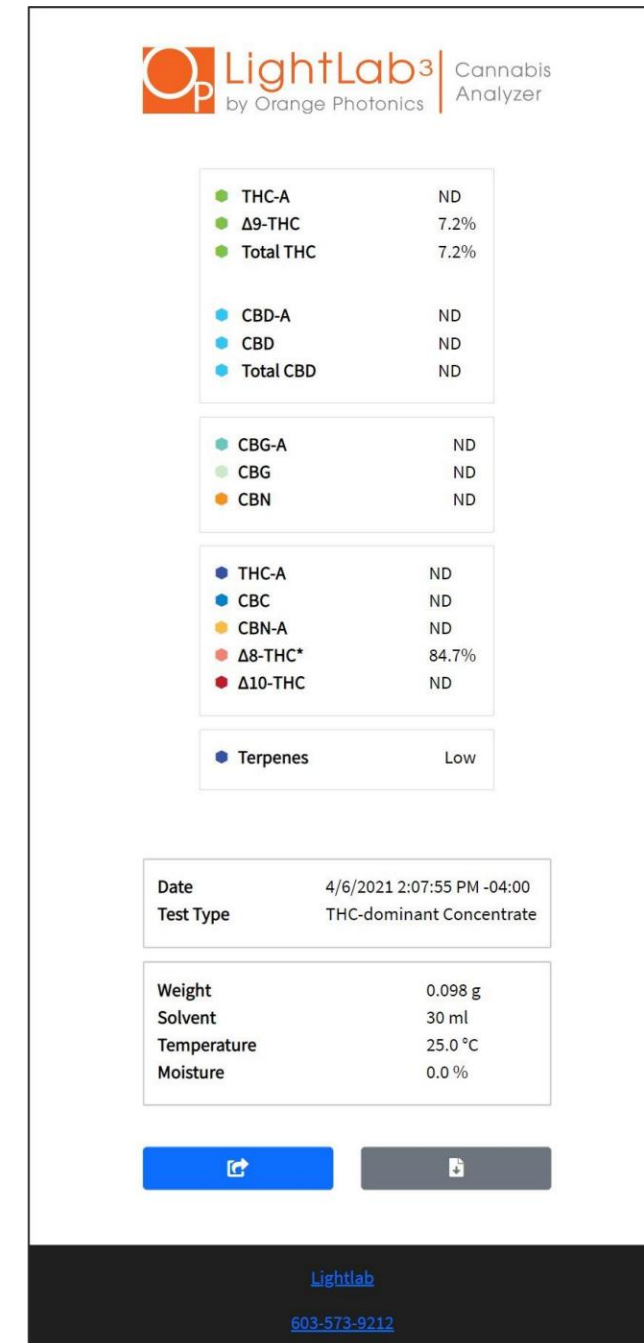 OP LightLab3 Cannabis
by Orange Photonics Analyzer
THC-A ND
Δ9-THC 7.2%
Total THC 7.2%
CBD-A ND
CBD ND
Total CBD ND
CBG-A ND
CBG ND
CBN ND
THC-A ND
CBC ND
CBN-A ND
Δ8-THC* 84.7%
Δ10-THC ND
Terpenes Low
Date 4/6/2021 2:07:55 PM -04:00
Test Type THC-dominant Concentrate
Weight 0.098 g
Solvent 30 ml
Temperature 25.0 °C
Moisture 0.0 %
Lightlab
603-573-9212